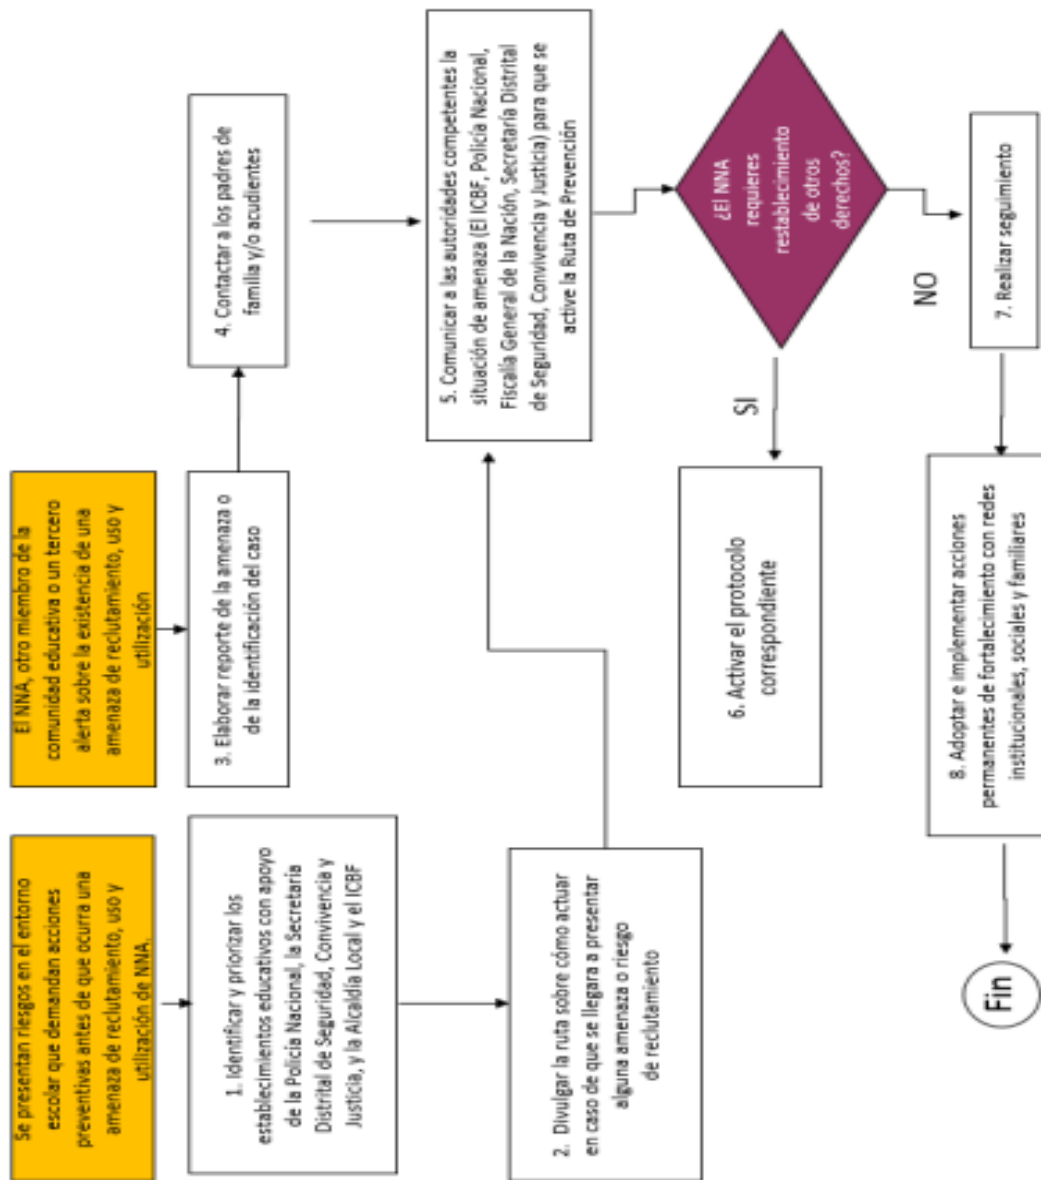 Se presentan riesgos en el entorno
escolar que demandan acciones
preventivas antes de que ocurra una
amenaza de reclutamiento, uso y
utilización de NNA.
1. Identificar y priorizar los
establecimientos educativos con apoyo
de la Policía Nacional, la Secretaría
Distrital de Seguridad, Convivencia y
Justicia, y la Alcaldía Local y el ICBF
2. Divulgar la ruta sobre cómo actuar
en caso de que se llegara a presentar
alguna amenaza o riesgo
de reclutamiento
El NNA, otro miembro de la
comunidad educativa o un tercero
alerta sobre la existencia de una
amenaza de reclutamiento, uso y
utilización
3. Elaborar reporte de la amenaza o
de la identificación del caso
4. Contactar a los padres de
familia y/o acudientes
5. Comunicar a las autoridades competentes la
situación de amenaza (El ICBF, Policía Nacional,
Fiscalía General de la Nación, Secretaría Distrital
de Seguridad, Convivencia y Justicia) para que se
active la Ruta de Prevención
¿El NNA
requieres
restablecimiento
de otros
derechos?
SI
6. Activar el protocolo
correspondiente
NO
7. Realizar seguimiento
8. Adoptar e implementar acciones
permanentes de fortalecimiento con redes
institucionales, sociales y familiares
Fin